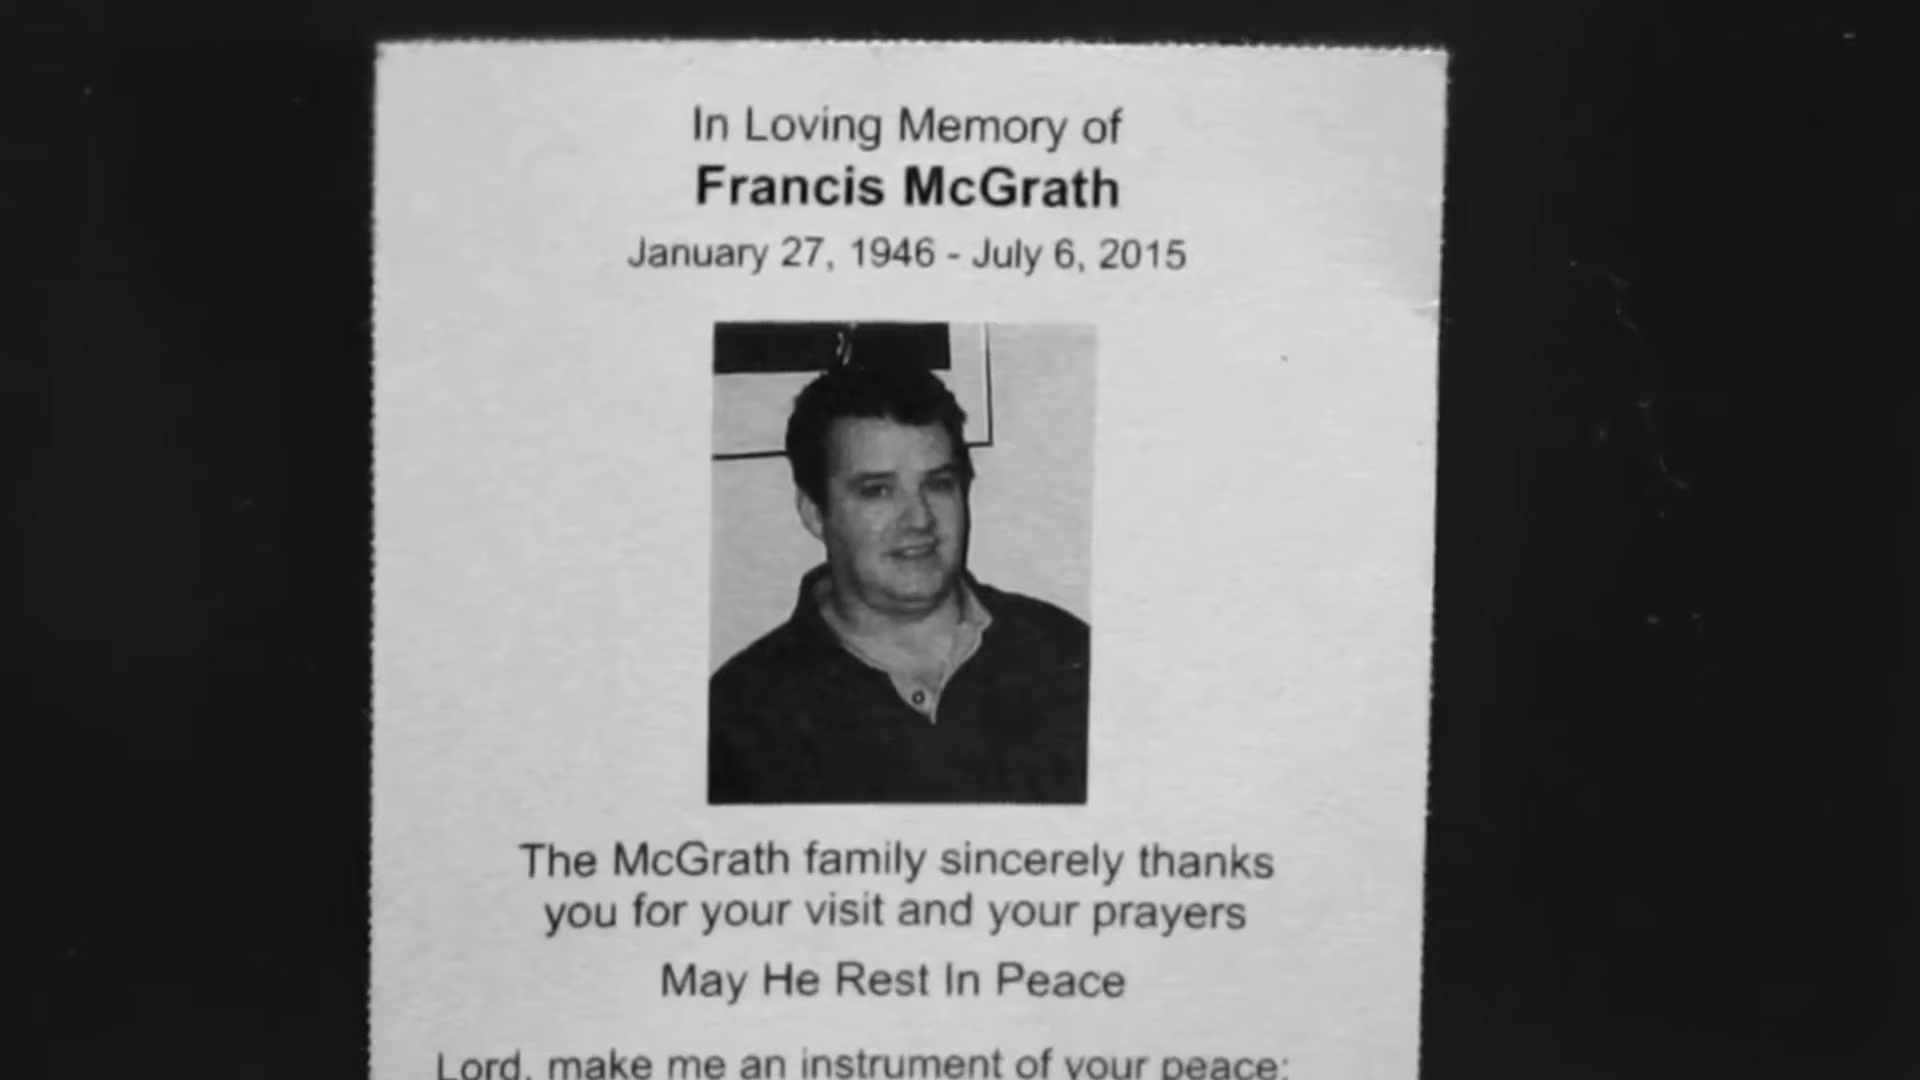 In Loving Memory of
Francis McGrath
January 27, 1946 - July 6, 2015
The McGrath family sincerely thanks
you for your visit and your prayers
May He Rest In Peace
Lord, make me an instrument of your peace: